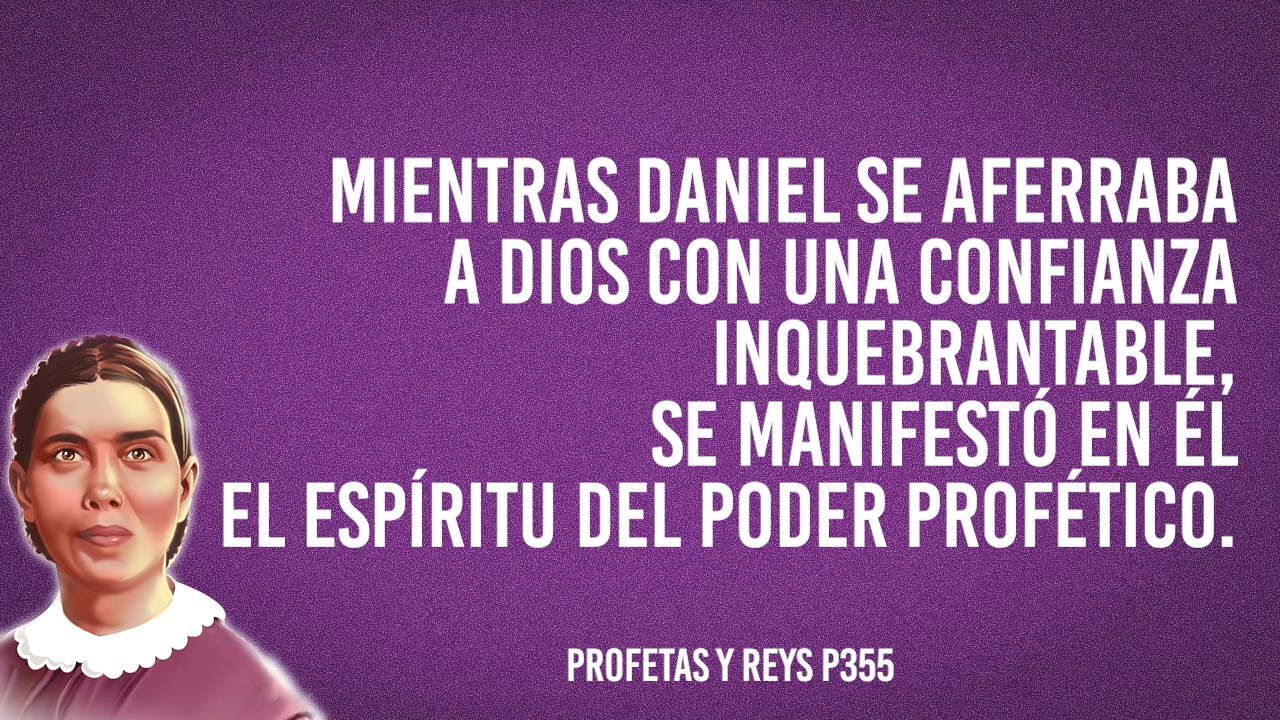 MIENTRAS DANIEL SE AFERRABA
A DIOS CON UNA CONFIANZA
INQUEBRANTABLE,
SE MANIFESTÓ EN ÉL
EL ESPÍRITU DEL PODER PROFÉTICO.
PROFETAS Y REYS P355